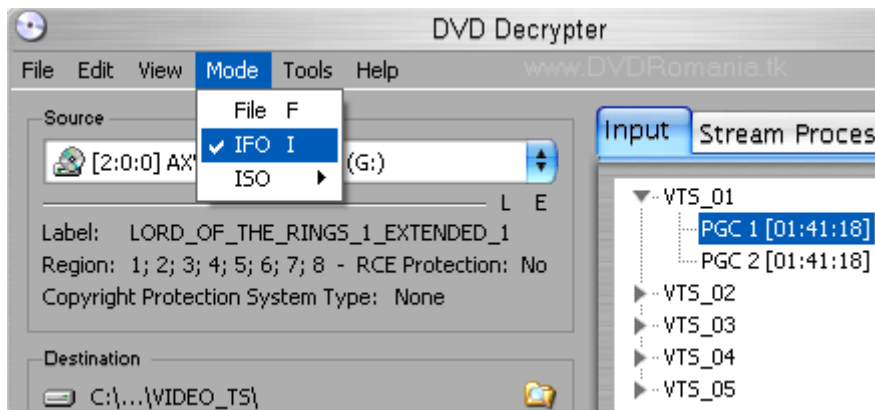 DVD Decrypter
File Edit View Mode Tools Help
www.DVDRomania.tk
File F
IFO I
ISO
Source
[2:0:0] AX (G:)
L E
Label: LORD_OF_THE_RINGS_1_EXTENDED_1
Region: 1; 2; 3; 4; 5; 6; 7; 8 - RCE Protection: No
Copyright Protection System Type: None
Destination
C:\...\VIDEO_TS\
Input Stream Proces
VTS_01
PGC 1 [01:41:18]
PGC 2 [01:41:18]
VTS_02
VTS_03
VTS_04
VTS_05